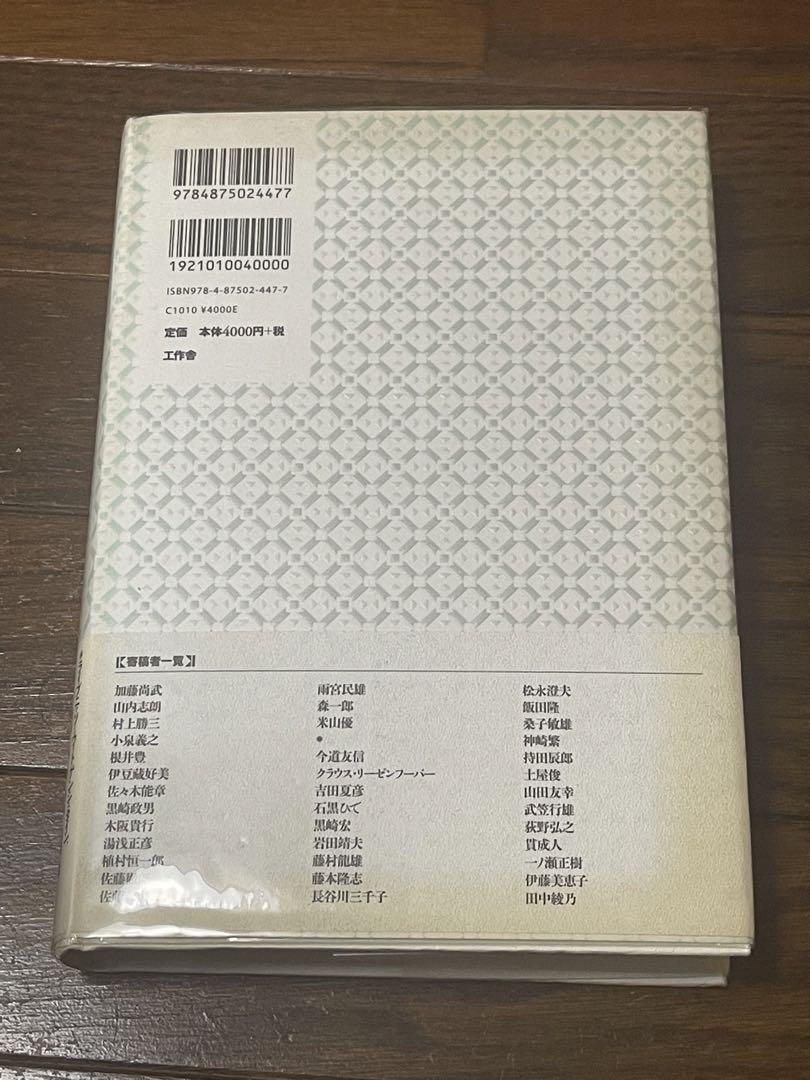 9784875024477
1921010040000
ISBN978-4-87502-447-7
C1010 ¥4000E
定価 本体4000円+税
工作舎
【寄稿者一覧】
加藤尚武
山内志朗
村上勝三
小泉義之
根井豊
伊豆蔵好美
佐々木能章
黒崎政男
木阪貴行
湯浅正彦
植村恒一郎
佐藤
佐
雨宮民雄
森一郎
米山優
●
今道友信
クラウス・リーゼンフーバー
吉田夏彦
石黒ひで
黒崎宏
岩田靖夫
藤村龍雄
藤本隆志
長谷川三千子
松永澄夫
飯田隆
桑子敏雄
神崎繁
持田辰郎
土屋俊
山田友幸
武笠行雄
荻野弘之
貫成人
一ノ瀬正樹
伊藤美恵子
田中綾乃